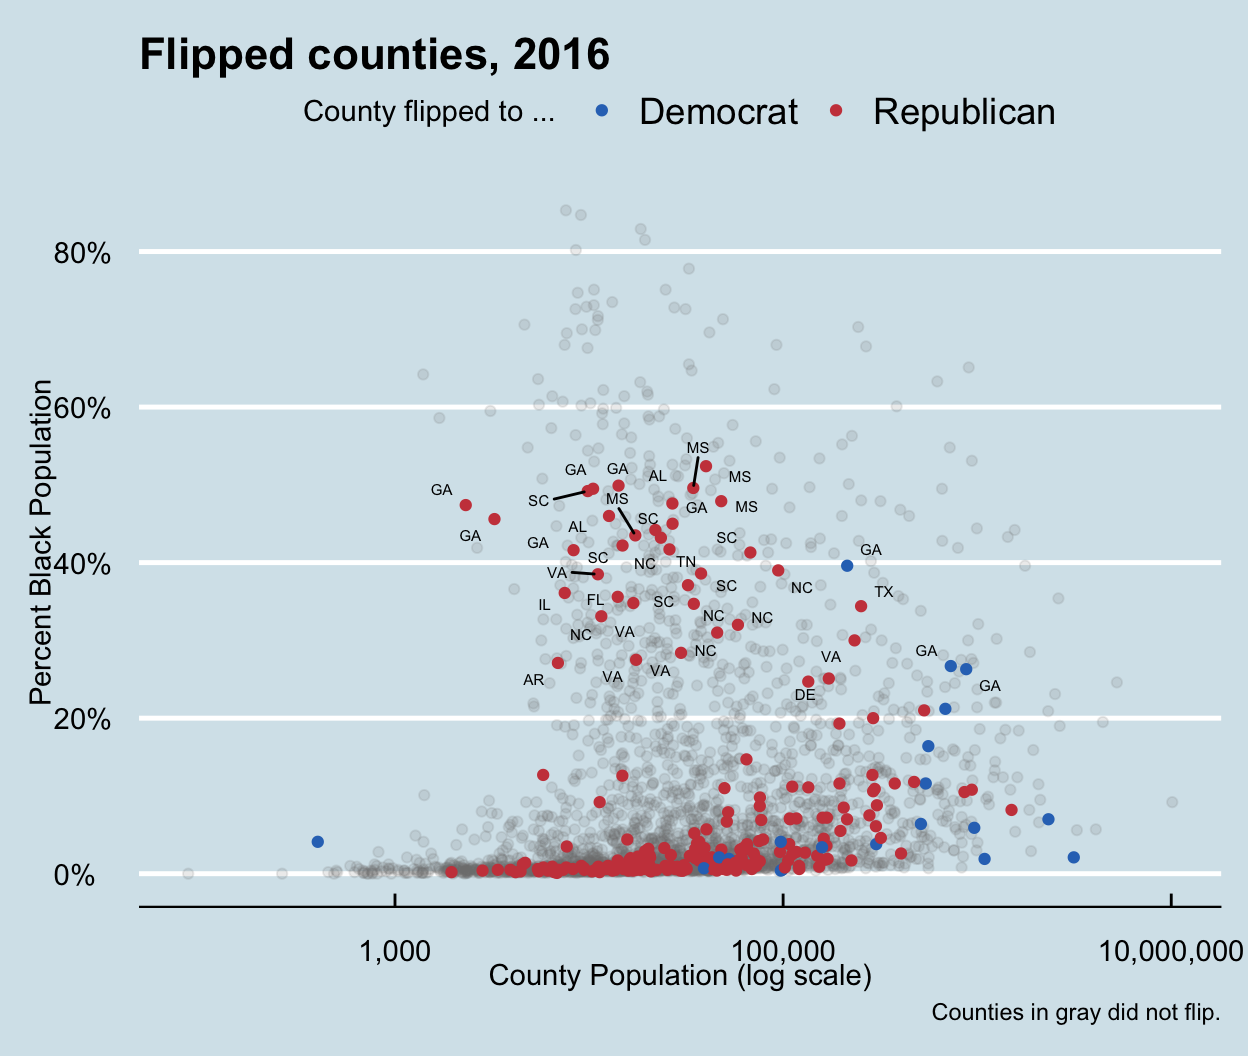 Flipped counties, 2016
County flipped to ... Democrat Republican
80%
60%
MS
GA GA AL MS
GA SC MS GA MS
GA AL SC
GA SC NC TN SC GA
VA SC NC TX
IL FL SC NC NC
NC VA NC GA
VA VA VA
AR DE GA
40%
20%
0%
Percent Black Population
1,000 100,000 10,000,000
County Population (log scale)
Counties in gray did not flip.